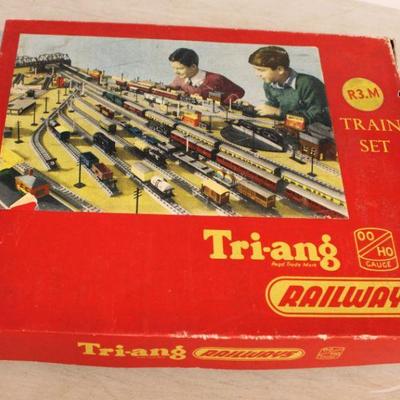 R3.M
TRAIN
SET
Tri-ang
Regd Trade Mark
OO
HO
GAUGE
RAILWAY
Tri-ang RAILWAYS